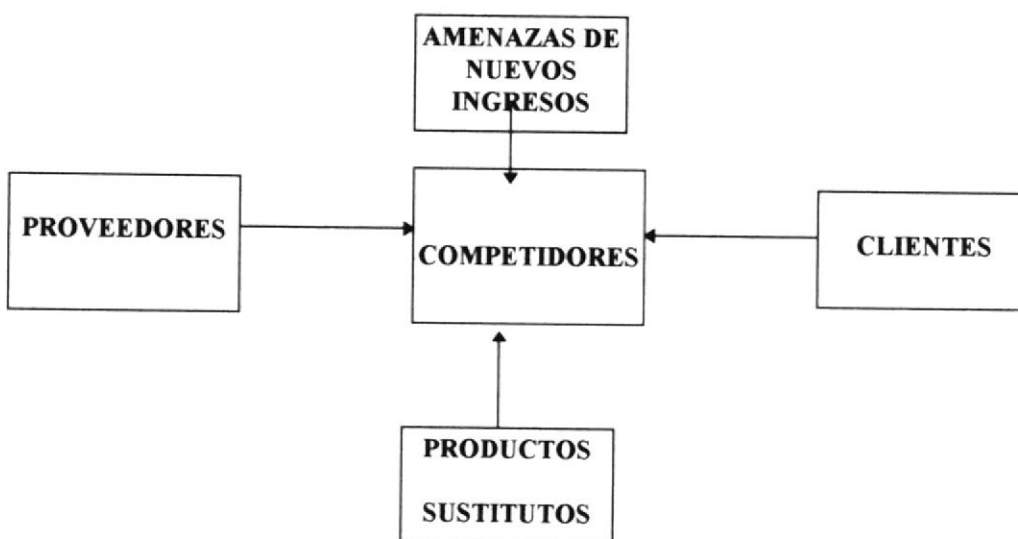 AMENAZAS DE
NUEVOS
INGRESOS
PROVEEDORES
COMPETIDORES
CLIENTES
PRODUCTOS
SUSTITUTOS